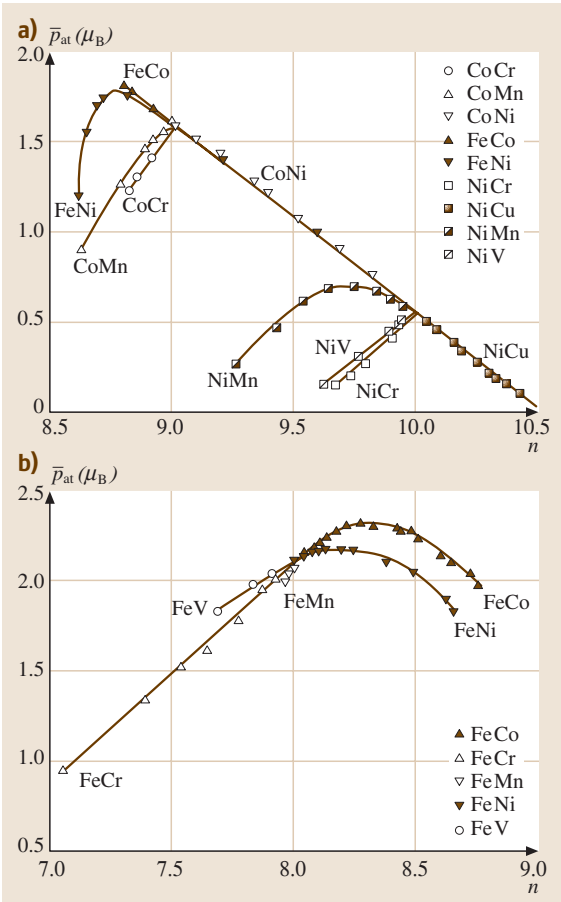 a) p̅at (μB)
2.0
1.5
1.0
0.5
0
8.5 9.0 9.5 10.0 10.5
n
FeCo
CoNi
FeNi
CoCr
CoMn
NiV
NiMn
NiCr
NiCu
CoCr
CoMn
CoNi
FeCo
FeNi
NiCr
NiCu
NiMn
NiV
b) p̅at (μB)
2.5
2.0
1.5
1.0
0.5
7.0 7.5 8.0 8.5 9.0
n
FeV
FeMn
FeCo
FeNi
FeCr
FeCo
FeCr
FeMn
FeNi
FeV